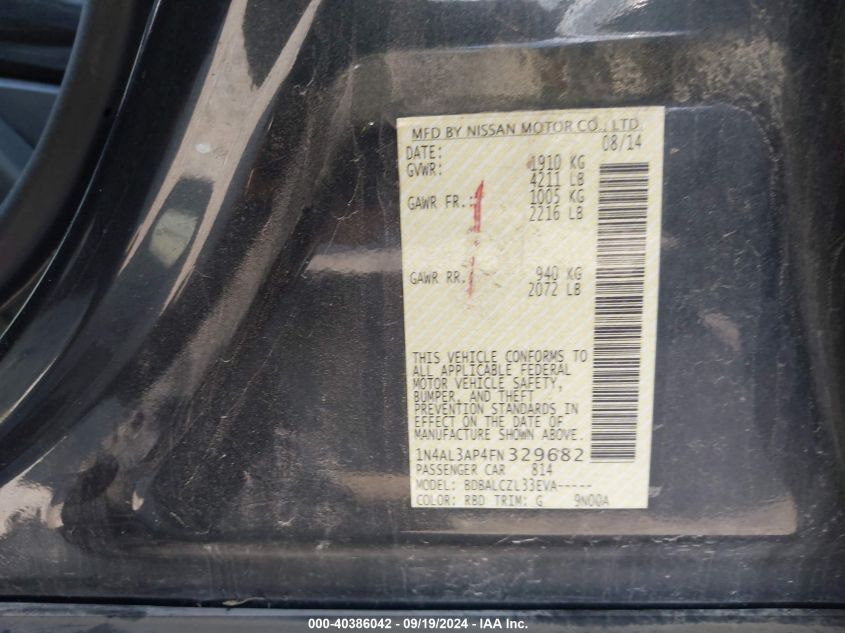 MFD BY NISSAN MOTOR CO., LTD.
DATE: 08/14
GVWR: 1910 KG
4211 LB
GAWR FR.: 1005 KG
2216 LB
GAWR RR. 940 KG
2072 LB
THIS VEHICLE CONFORMS TO
ALL APPLICABLE FEDERAL
MOTOR VEHICLE SAFETY,
BUMPER, AND THEFT
PREVENTION STANDARDS IN
EFFECT ON THE DATE OF
MANUFACTURE SHOWN ABOVE.
1N4AL3AP4FN329682
PASSENGER CAR 814
MODEL: BDBALCZL33EVA-----
COLOR: RBD TRIM: G 9N00A
000-40386042 - 09/19/2024 - IAA Inc.